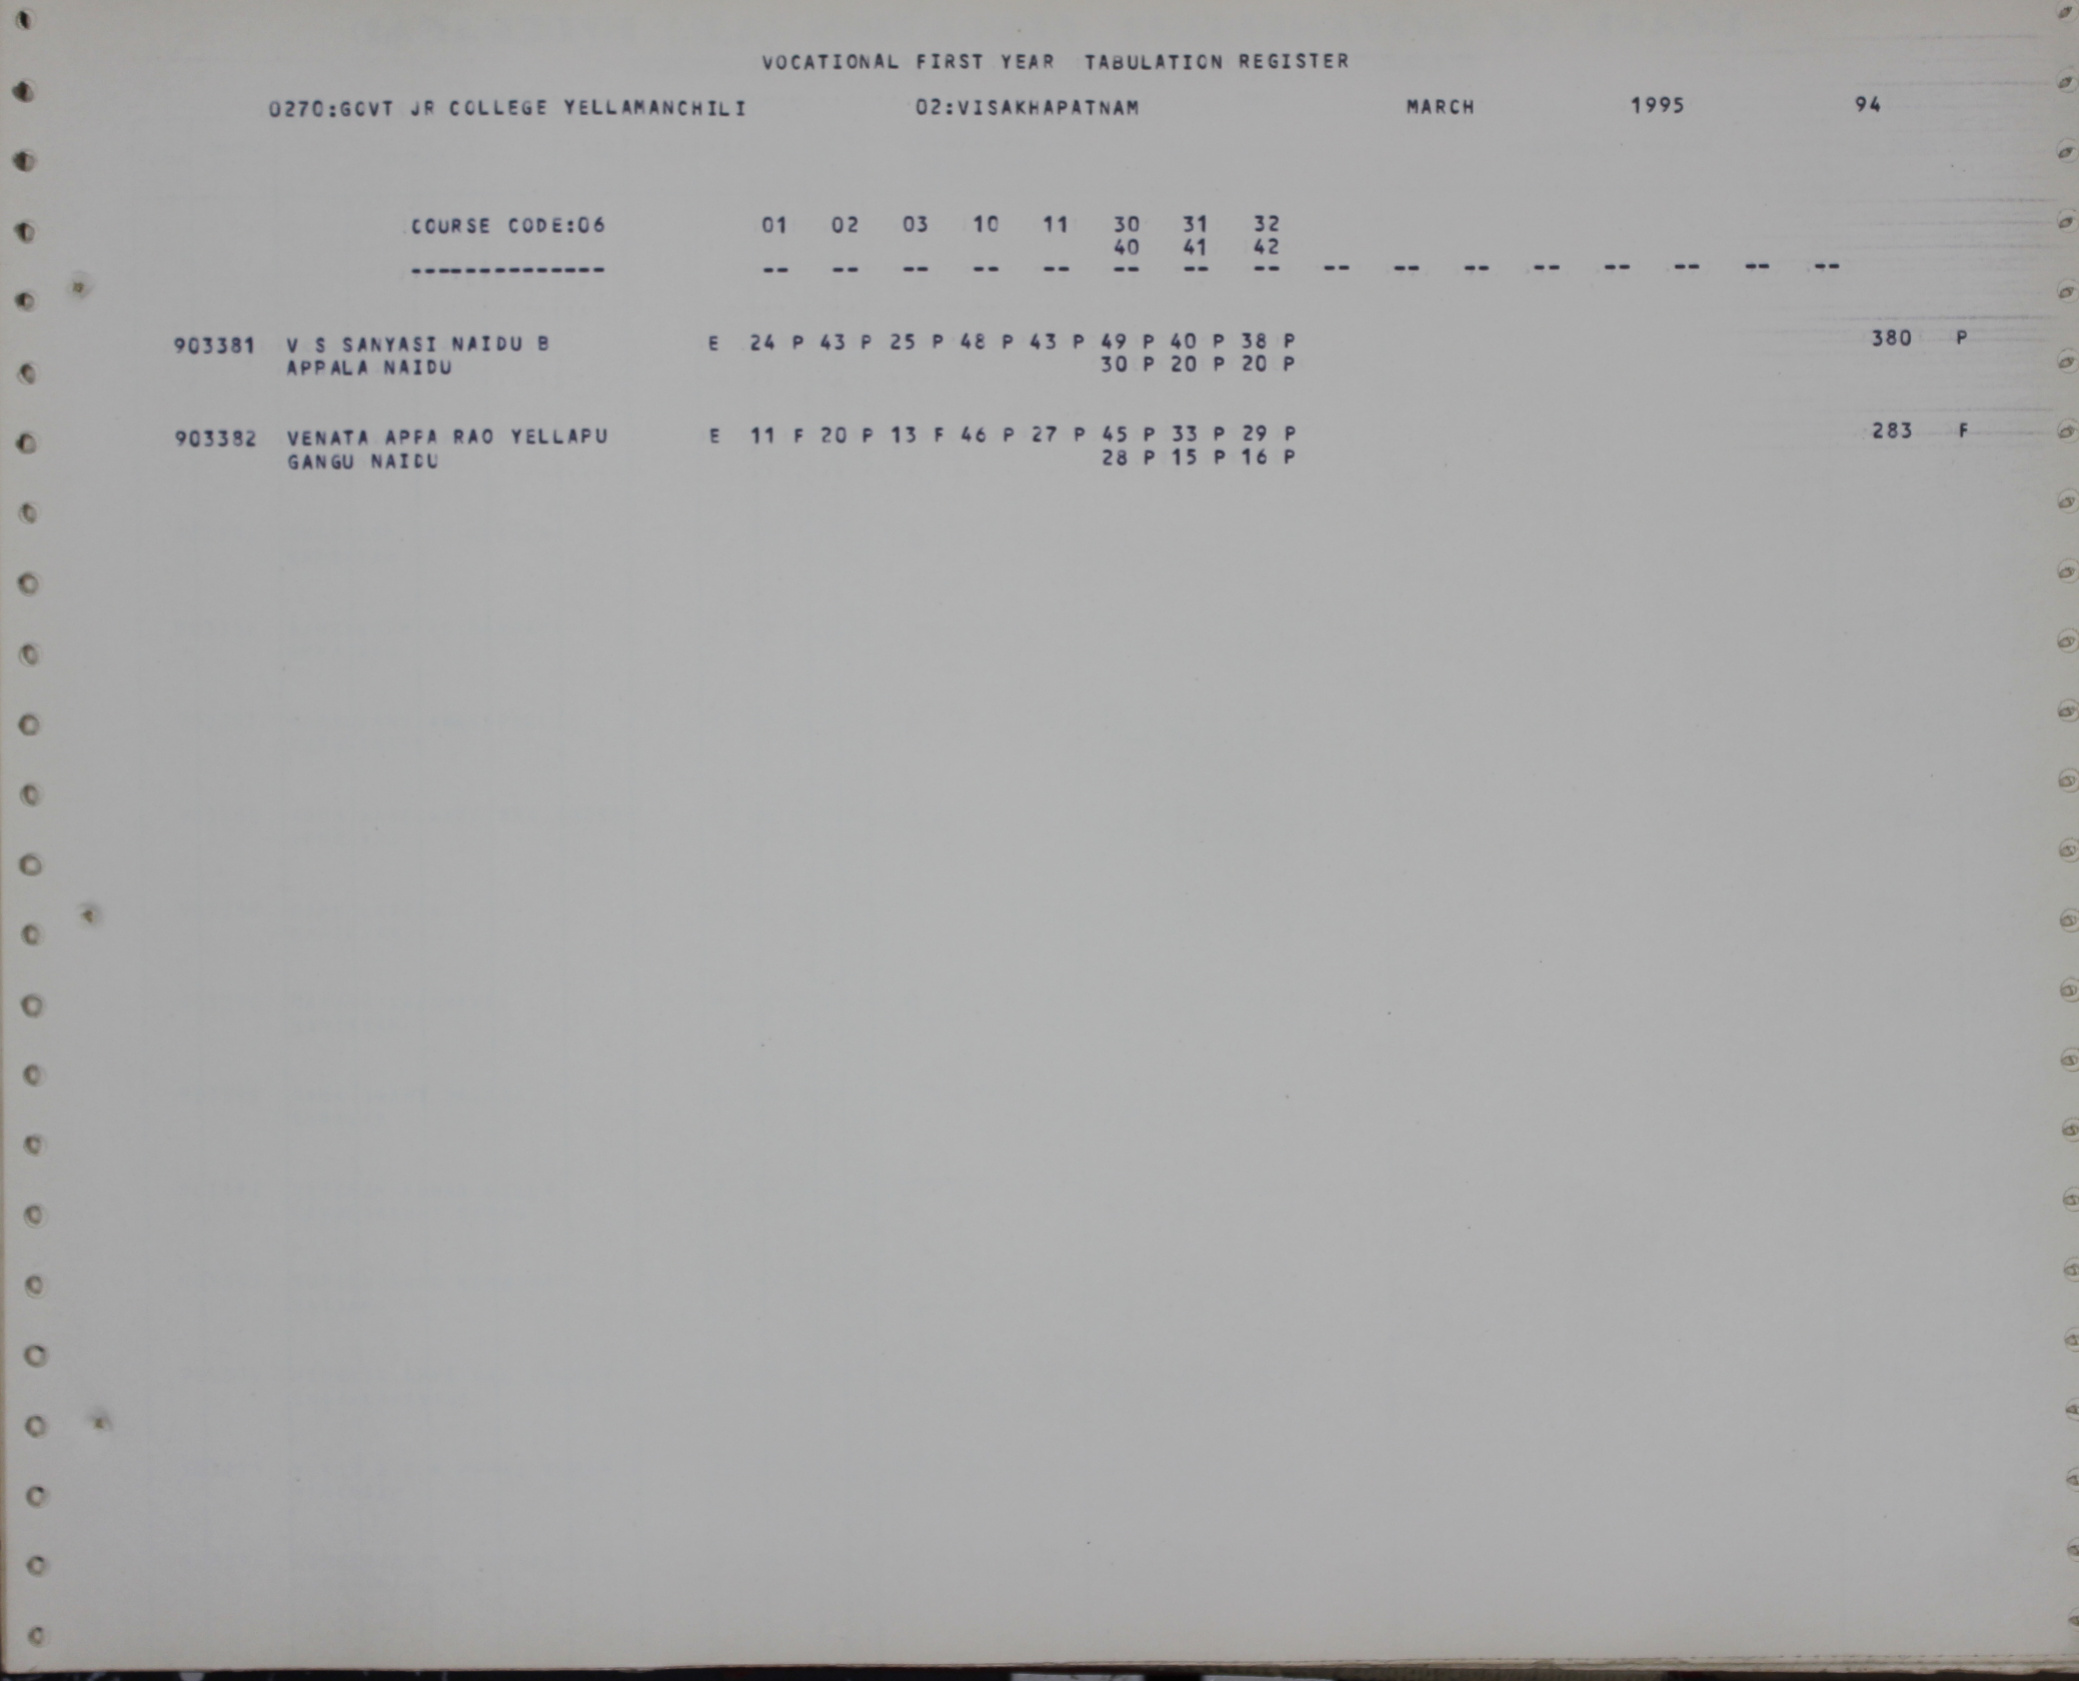 VOCATIONAL FIRST YEAR TABULATION REGISTER
0270:GOVT JR COLLEGE YELLAMANCHILI 02:VISAKHAPATNAM MARCH 1995 94
COURSE CODE:06 01 02 03 10 11 30 31 32
40 41 42
-------------- -- -- -- -- -- -- -- -- -- -- -- -- -- -- -- --
903381 V S SANYASI NAIDU B E 24 P 43 P 25 P 48 P 43 P 49 P 40 P 38 P 380 P
APPALA NAIDU 30 P 20 P 20 P
903382 VENATA APPA RAO YELLAPU E 11 F 20 P 13 F 46 P 27 P 45 P 33 P 29 P 283 F
GANGU NAIDU 28 P 15 P 16 P